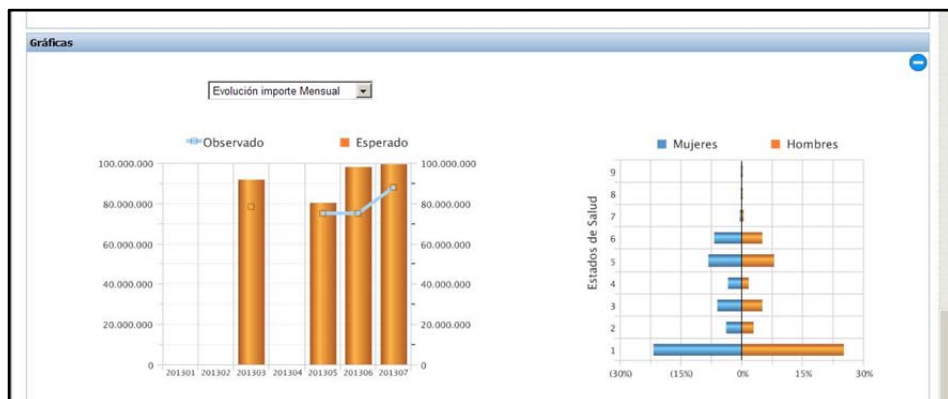 Gráficas
Evolución importe Mensual
Observado Esperado
100.000.000 100.000.000
80.000.000 80.000.000
60.000.000 60.000.000
40.000.000 40.000.000
20.000.000 20.000.000
0 0
201301 201302 201303 201304 201305 201306 201307
Mujeres Hombres
Estados de Salud
9
8
7
6
5
4
3
2
1
(30%) (15%) 0% 15% 30%